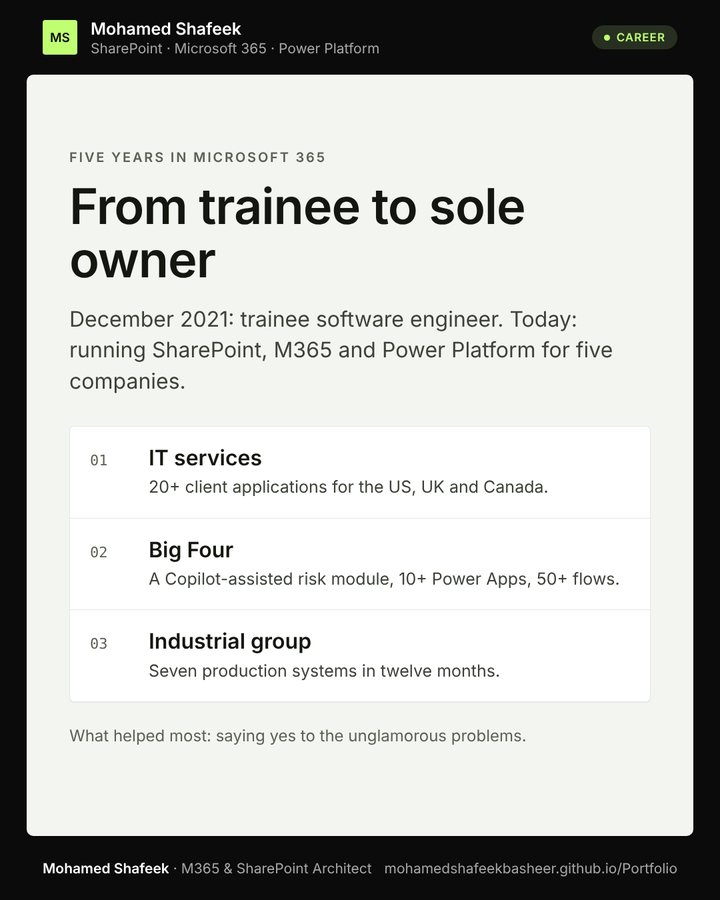 MS
Mohamed Shafeek
SharePoint · Microsoft 365 · Power Platform
CAREER
FIVE YEARS IN MICROSOFT 365
From trainee to sole
owner
December 2021: trainee software engineer. Today:
running SharePoint, M365 and Power Platform for five
companies.
01
IT services
20+ client applications for the US, UK and Canada.
02
Big Four
A Copilot-assisted risk module, 10+ Power Apps, 50+ flows.
03
Industrial group
Seven production systems in twelve months.
What helped most: saying yes to the unglamorous problems.
Mohamed Shafeek · M365 & SharePoint Architect
mohamedshafeekbasheer.github.io/Portfolio